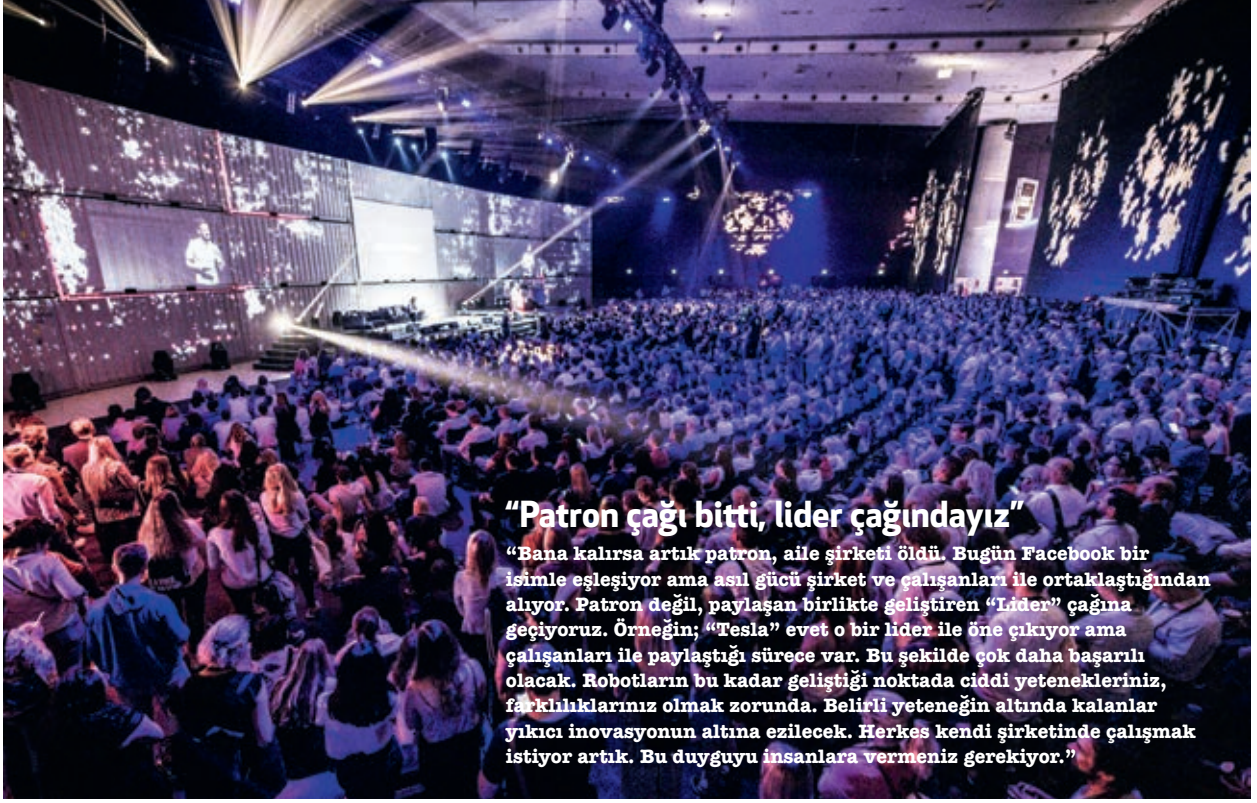 “Patron çağı bitti, lider çağındayız”
“Bana kalırsa artık patron, aile şirketi öldü. Bugün Facebook bir
isimle eşleşiyor ama asıl gücü şirket ve çalışanları ile ortaklaştığından
alıyor. Patron değil, paylaşan birlikte geliştiren “Lider” çağına
geçiyoruz. Örneğin; “Tesla” evet o bir lider ile öne çıkıyor ama
çalışanları ile paylaştığı sürece var. Bu şekilde çok daha başarılı
olacak. Robotların bu kadar geliştiği noktada ciddi yetenekleriniz,
farklılıklarınız olmak zorunda. Belirli yeteneğin altında kalanlar
yıkıcı inovasyonun altına ezilecek. Herkes kendi şirketinde çalışmak
istiyor artık. Bu duyguyu insanlara vermeniz gerekiyor.”